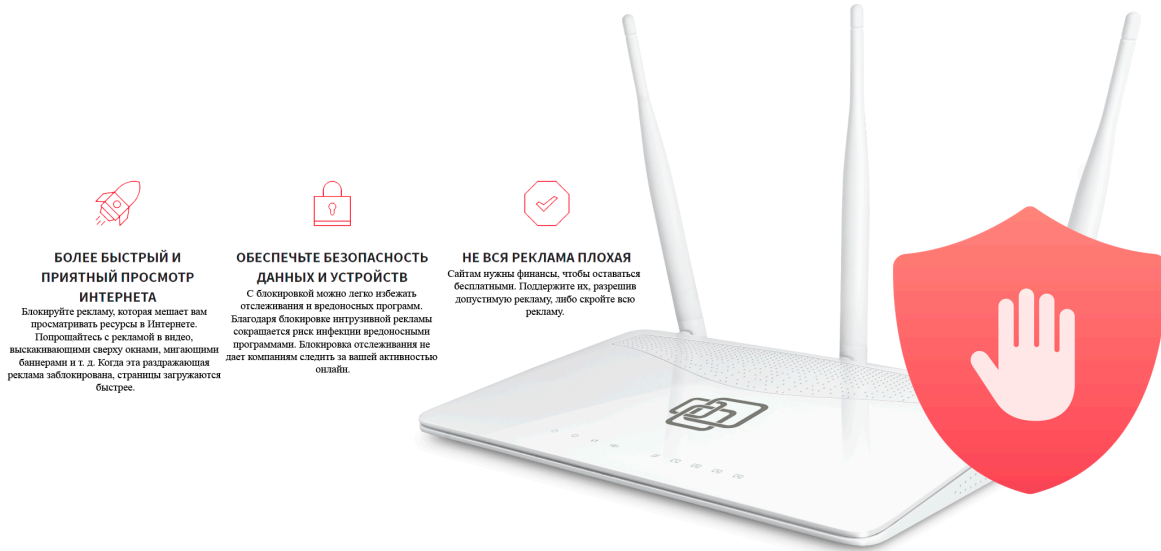 БОЛЕЕ БЫСТРЫЙ И
ПРИЯТНЫЙ ПРОСМОТР
ИНТЕРНЕТА
Блокируйте рекламу, которая мешает вам
просматривать ресурсы в Интернете.
Попрощайтесь с рекламой в видео,
выскакивающими сверху окнами, мигающими
баннерами и т. д. Когда эта раздражающая
реклама заблокирована, страницы загружаются
быстрее.
ОБЕСПЕЧЬТЕ БЕЗОПАСНОСТЬ
ДАННЫХ И УСТРОЙСТВ
С блокировкой можно легко избежать
отслеживания и вредоносных программ.
Благодаря блокировке интрузивной рекламы
сокращается риск инфекции вредоносными
программами. Блокировка отслеживания не
дает компаниям следить за вашей активностью
онлайн.
НЕ ВСЯ РЕКЛАМА ПЛОХАЯ
Сайтам нужны финансы, чтобы оставаться
бесплатными. Поддержите их, разрешив
допустимую рекламу, либо скройте всю
рекламу.